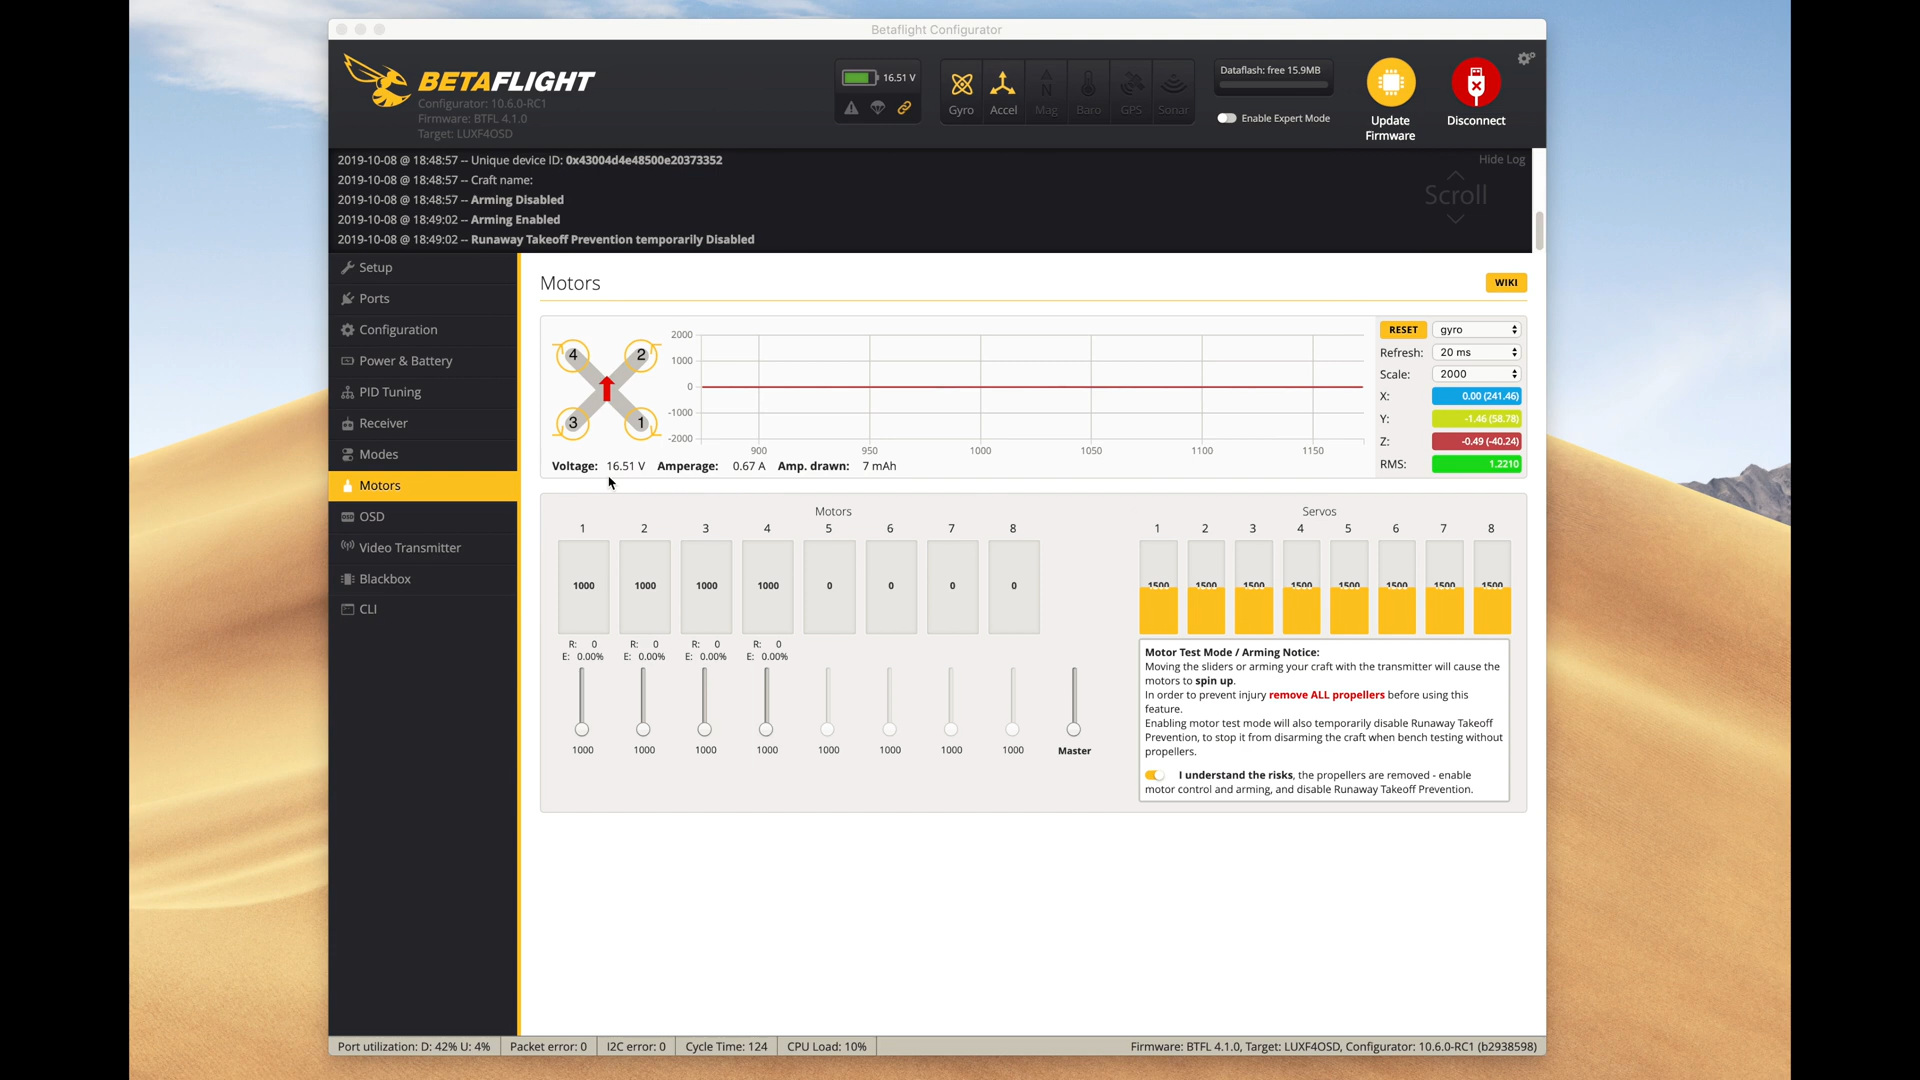 Betaflight Configurator
BETAFLIGHT
Configurator: 10.6.0-RC1
Firmware: BTFL 4.1.0
Target: LUXF4OSD
16.51 V
Gyro Accel Mag Baro GPS Sonar
Dataflash: free 15.9MB
Enable Expert Mode
Update
Firmware
Disconnect
2019-10-08 @ 18:48:57 -- Unique device ID: 0x43004d4e48500e20373352
Hide Log
2019-10-08 @ 18:48:57 -- Craft name:
2019-10-08 @ 18:48:57 -- Arming Disabled
Scroll
2019-10-08 @ 18:49:02 -- Arming Enabled
2019-10-08 @ 18:49:02 -- Runaway Takeoff Prevention temporarily Disabled
Setup
Ports
Configuration
Power & Battery
PID Tuning
Receiver
Modes
Motors
OSD
Video Transmitter
Blackbox
CLI
Motors
WIKI
4 2
3 1
2000
1000
0
-1000
-2000
900 950 1000 1050 1100 1150
Voltage: 16.51 V Amperage: 0.67 A Amp. drawn: 7 mAh
RESET gyro
Refresh: 20 ms
Scale: 2000
X: 0.00 (241.46)
Y: -1.46 (58.78)
Z: -0.49 (-40.24)
RMS: 1.2210
Motors
1 2 3 4 5 6 7 8
1000 1000 1000 1000 0 0 0 0
R: 0 R: 0 R: 0 R: 0
E: 0.00% E: 0.00% E: 0.00% E: 0.00%
1000 1000 1000 1000 1000 1000 1000 1000 Master
Servos
1 2 3 4 5 6 7 8
1500 1500 1500 1500 1500 1500 1500 1500
Motor Test Mode / Arming Notice:
Moving the sliders or arming your craft with the transmitter will cause the
motors to spin up.
In order to prevent injury remove ALL propellers before using this
feature.
Enabling motor test mode will also temporarily disable Runaway Takeoff
Prevention, to stop it from disarming the craft when bench testing without
propellers.
I understand the risks, the propellers are removed - enable
motor control and arming, and disable Runaway Takeoff Prevention.
Port utilization: D: 42% U: 4% Packet error: 0 I2C error: 0 Cycle Time: 124 CPU Load: 10%
Firmware: BTFL 4.1.0, Target: LUXF4OSD, Configurator: 10.6.0-RC1 (b2938598)